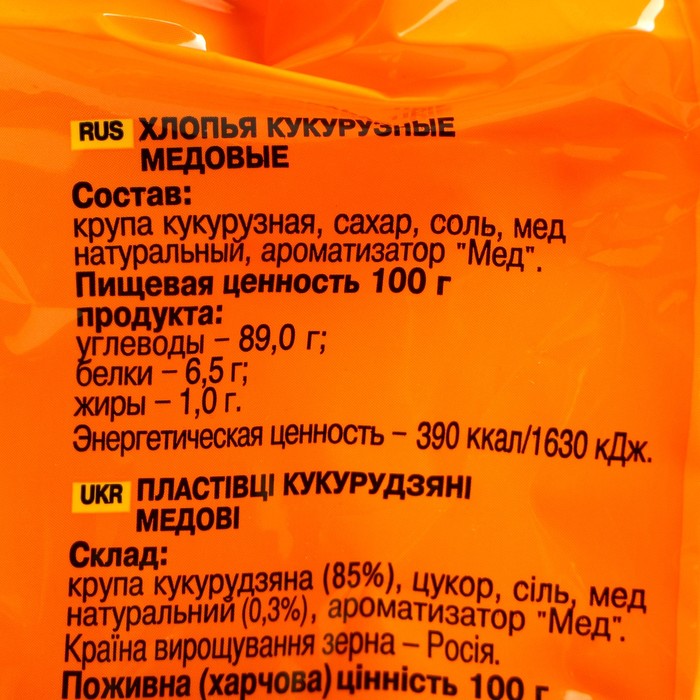 RUS ХЛОПЬЯ КУКУРУЗНЫЕ
МЕДОВЫЕ
Состав:
крупа кукурузная, сахар, соль, мед
натуральный, ароматизатор "Мед".
Пищевая ценность 100 г
продукта:
углеводы – 89,0 г;
белки – 6,5 г;
жиры – 1,0 г.
Энергетическая ценность – 390 ккал/1630 кДж.
UKR ПЛАСТІВЦІ КУКУРУДЗЯНІ
МЕДОВІ
Склад:
крупа кукурудзяна (85%), цукор, сіль, мед
натуральний (0,3%), ароматизатор "Мед".
Країна вирощування зерна – Росія.
Поживна (харчова) цінність 100 г